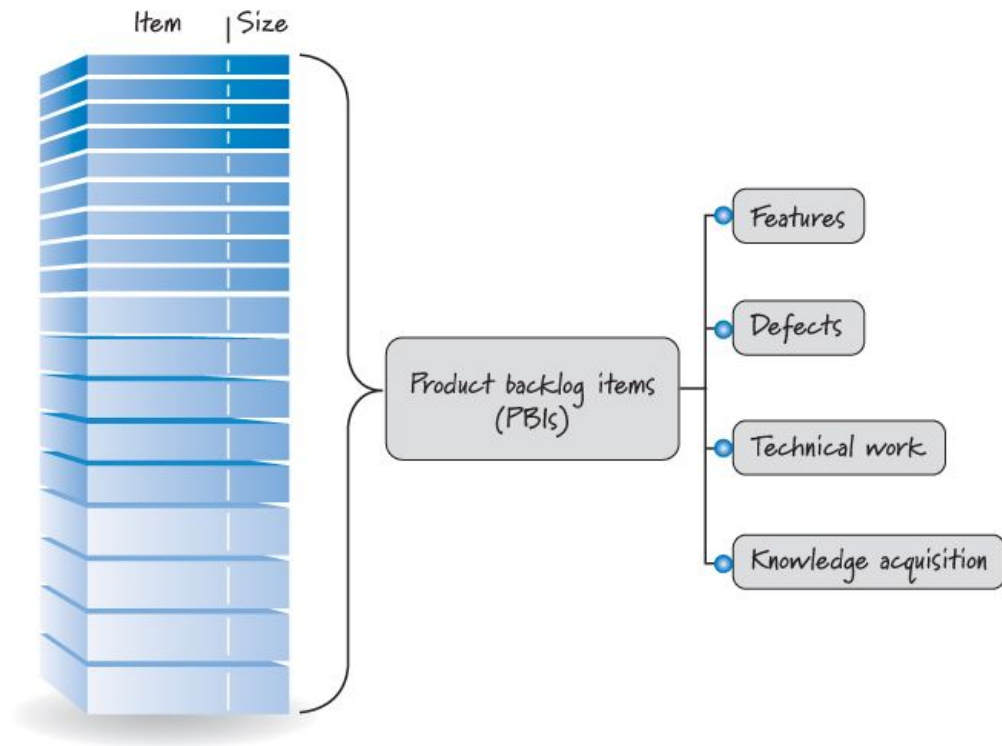 Item | Size
Features
Defects
Product backlog items
(PBIs)
Technical work
Knowledge acquisition